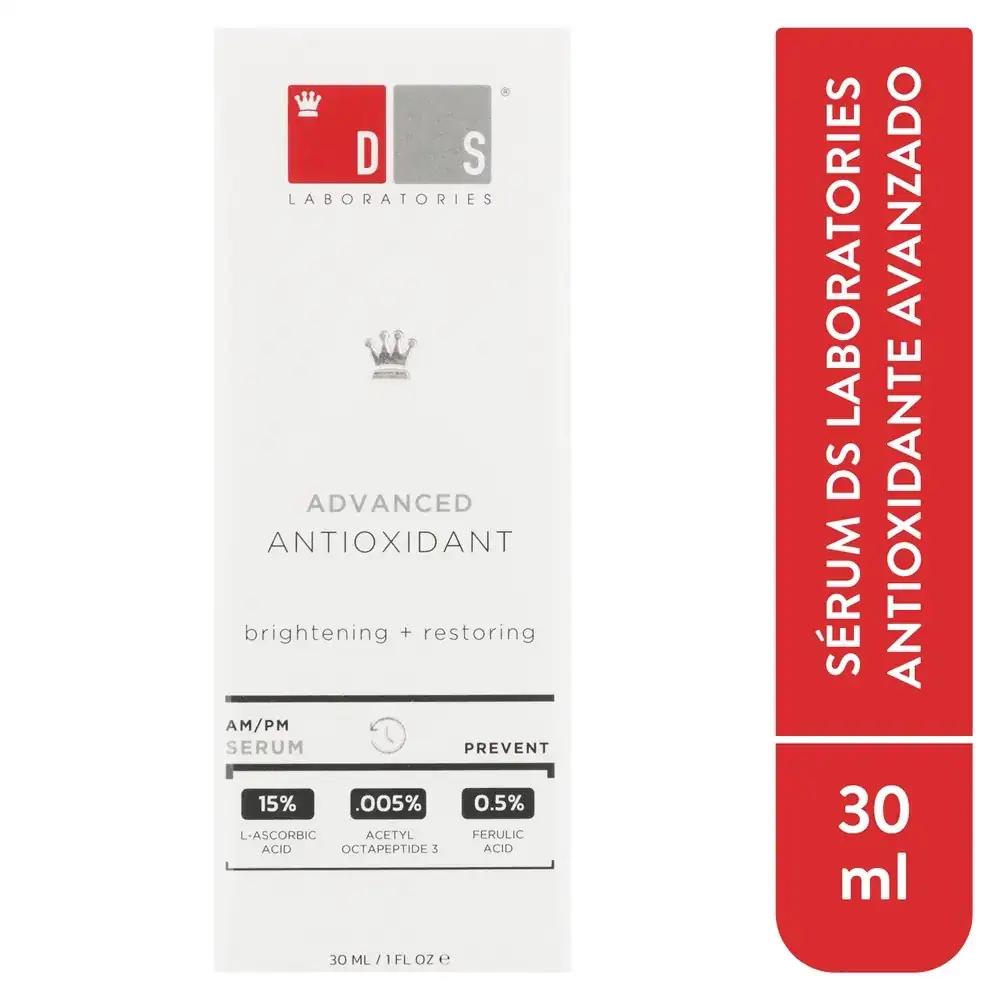 D S ®
LABORATORIES
ADVANCED
ANTIOXIDANT
brightening + restoring
AM/PM
SERUM
PREVENT
15%
L-ASCORBIC
ACID
.005%
ACETYL
OCTAPEPTIDE 3
0.5%
FERULIC
ACID
30 ML / 1 FL OZ ℮
SÉRUM DS LABORATORIES
ANTIOXIDANTE AVANZADO
30
ml